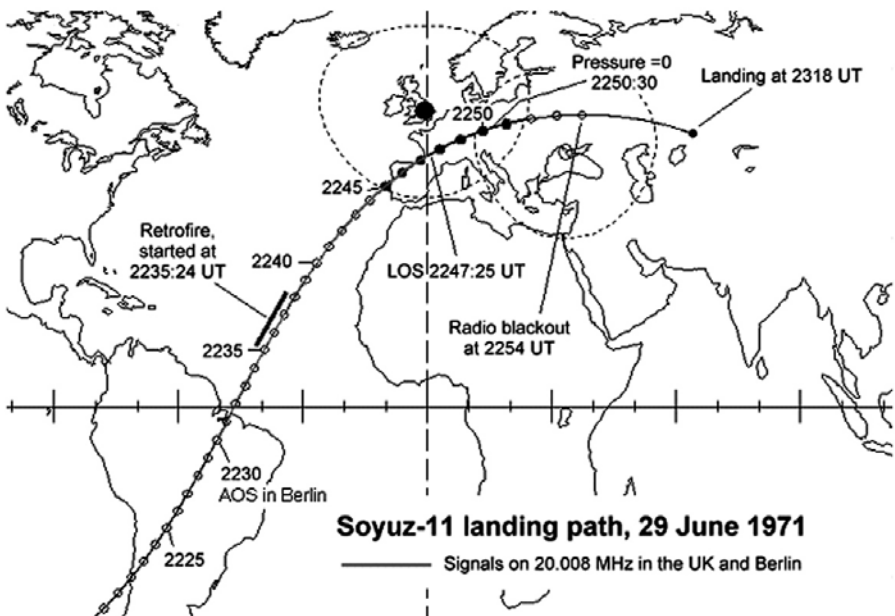 Pressure =0
2250:30
Landing at 2318 UT
2250
2245
Retrofire,
started at
2235:24 UT
2240
LOS 2247:25 UT
Radio blackout
at 2254 UT
2235
2230
AOS in Berlin
2225
Soyuz-11 landing path, 29 June 1971
Signals on 20.008 MHz in the UK and Berlin